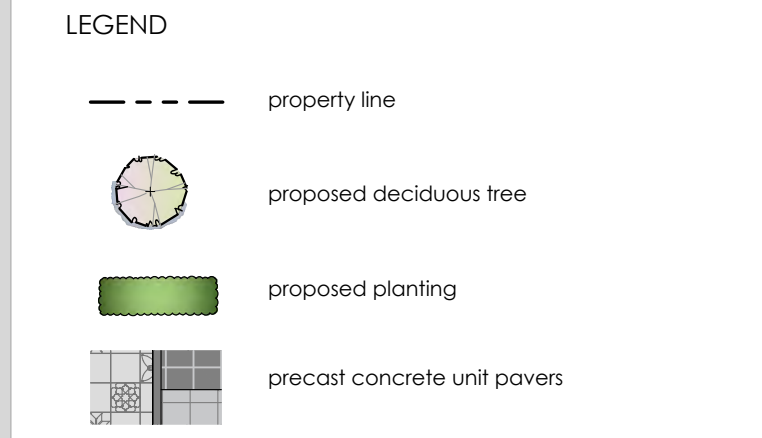 LEGEND
property line
proposed deciduous tree
proposed planting
precast concrete unit pavers